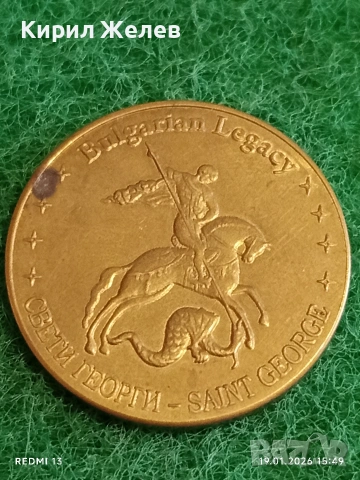 Кирил Желев
Bulgarian Legacy
СВЕТИ ГЕОРГИ - SAINT GEORGE
REDMI 13
19.01.2026 15:49